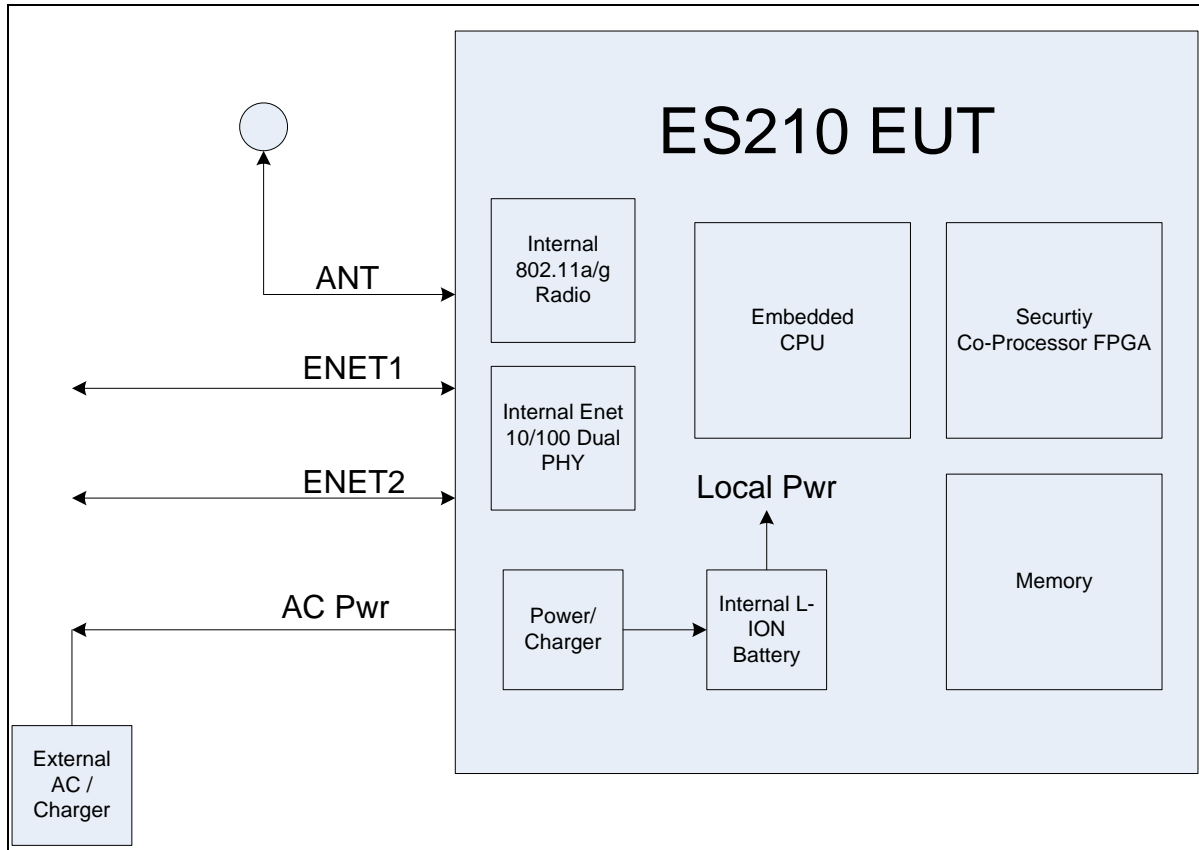 ES210 EUT
Internal
802.11a/g
Radio
ANT
Embedded
CPU
Securtiy
Co-Processor FPGA
ENET1
Internal Enet
10/100 Dual
PHY
ENET2
Local Pwr
Memory
AC Pwr
Power/
Charger
Internal L-
ION
Battery
External
AC /
Charger